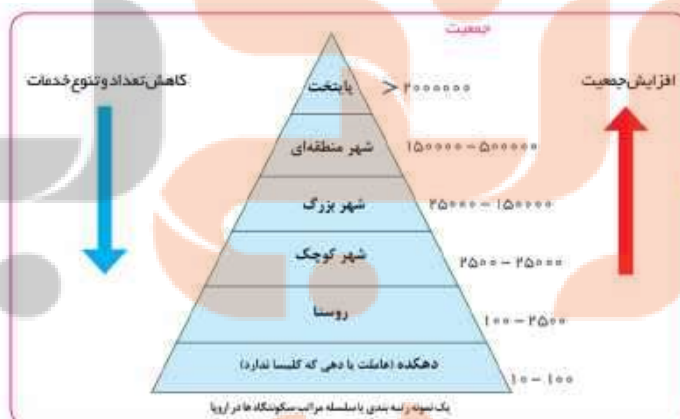 جمعیت
کاهش تعداد و تنوع خدمات
افزایش جمعیت
پایتخت
> ۲۰۰۰۰۰۰
شهر منطقه‌ای
۱۵۰۰۰۰ – ۵۰۰۰۰۰
شهر بزرگ
۲۵۰۰۰ – ۱۵۰۰۰۰
شهر کوچک
۲۵۰۰ – ۲۵۰۰۰
روستا
۱۰۰ – ۲۵۰۰
دهکده (هاملت یا دهی که کلیسا ندارد)
۱۰ – ۱۰۰
یک نمونه رتبه بندی یا سلسله مراتب سکونتگاه ها در اروپا